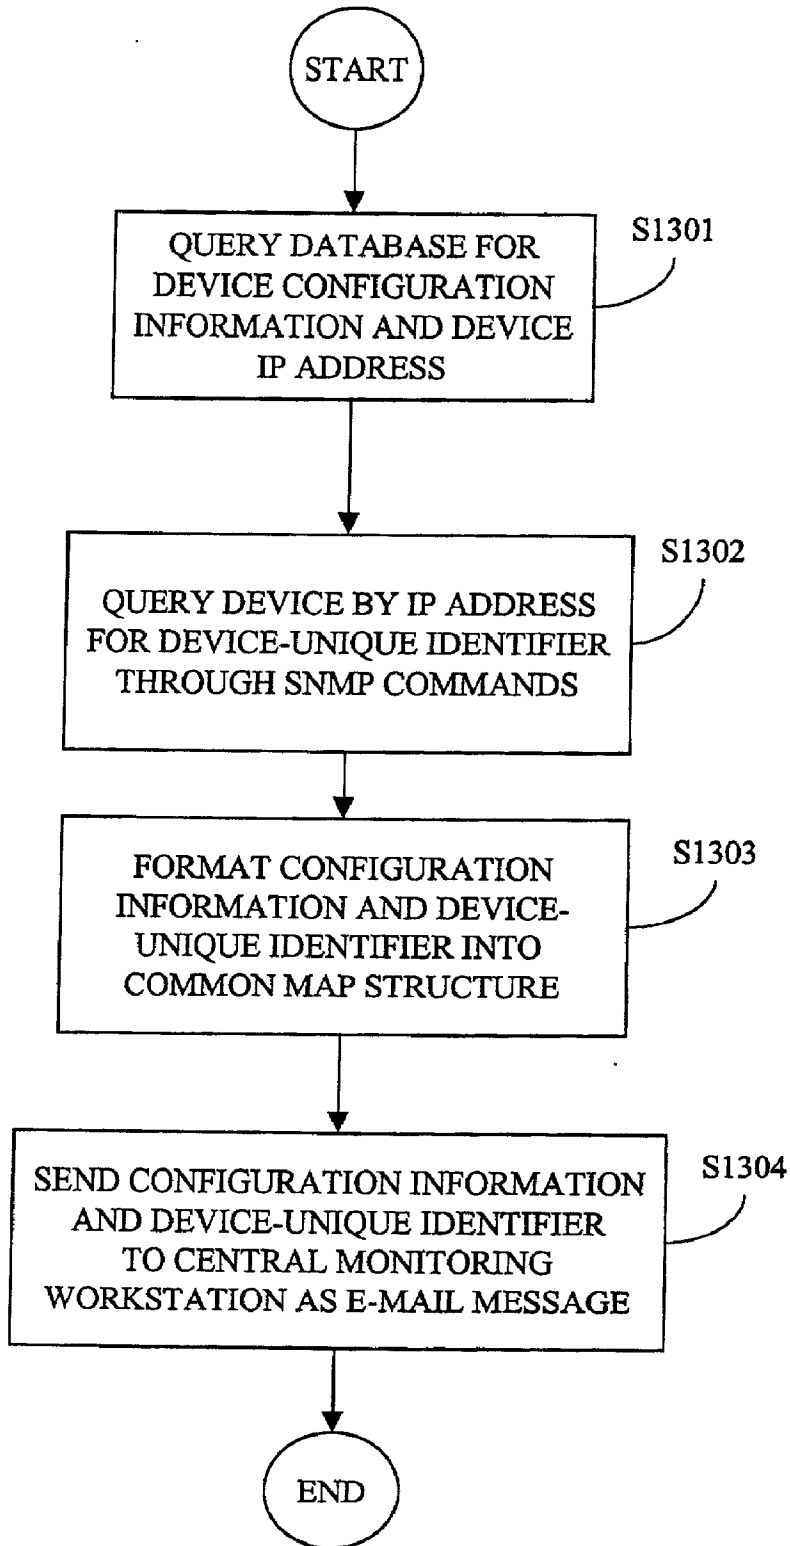 START
QUERY DATABASE FOR
DEVICE CONFIGURATION
INFORMATION AND DEVICE
IP ADDRESS
S1301
QUERY DEVICE BY IP ADDRESS
FOR DEVICE-UNIQUE IDENTIFIER
THROUGH SNMP COMMANDS
S1302
FORMAT CONFIGURATION
INFORMATION AND DEVICE-
UNIQUE IDENTIFIER INTO
COMMON MAP STRUCTURE
S1303
SEND CONFIGURATION INFORMATION
AND DEVICE-UNIQUE IDENTIFIER
TO CENTRAL MONITORING
WORKSTATION AS E-MAIL MESSAGE
S1304
END